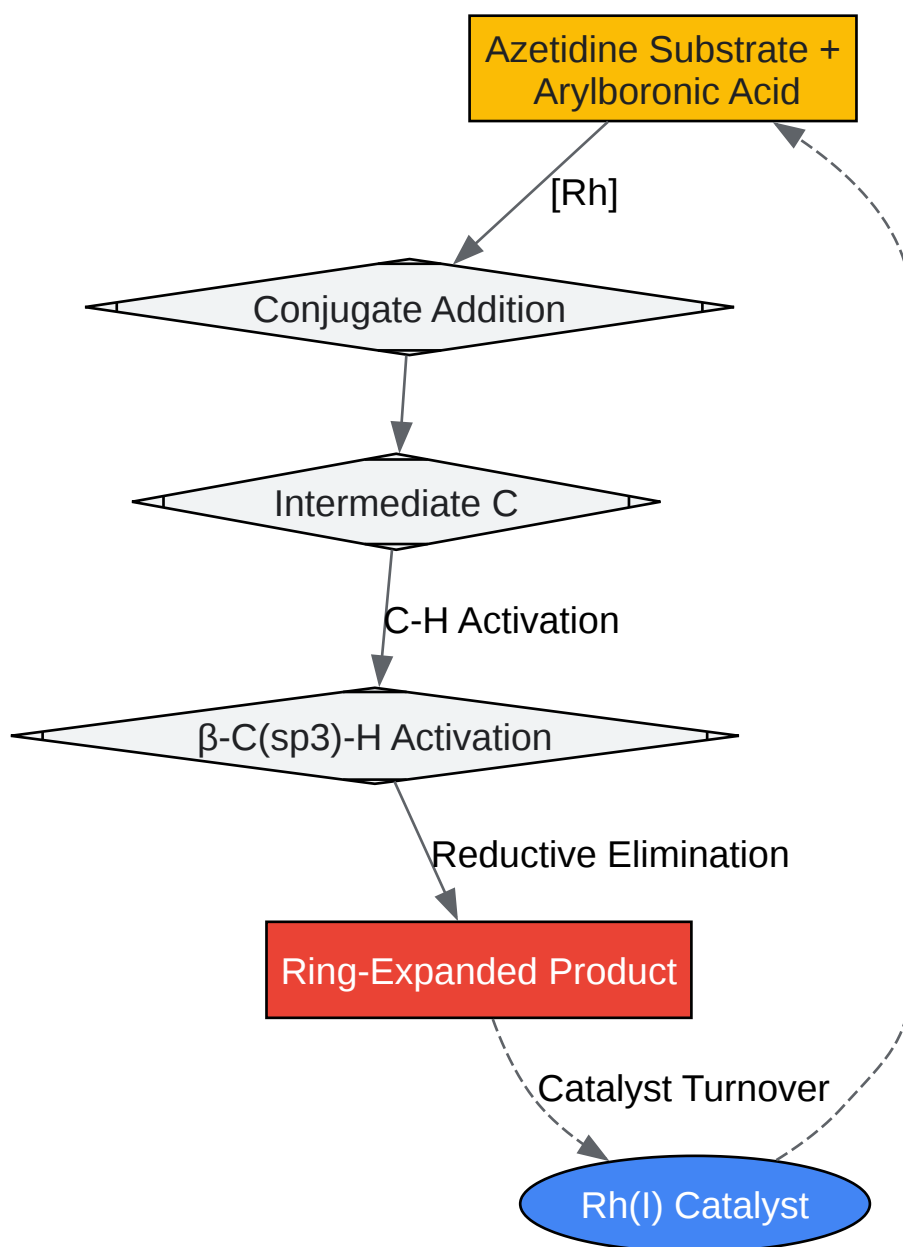 Azetidine Substrate +
Arylboronic Acid
[Rh]
Conjugate Addition
Intermediate C
C-H Activation
β-C(sp3)-H Activation
Reductive Elimination
Ring-Expanded Product
Catalyst Turnover
Rh(I) Catalyst